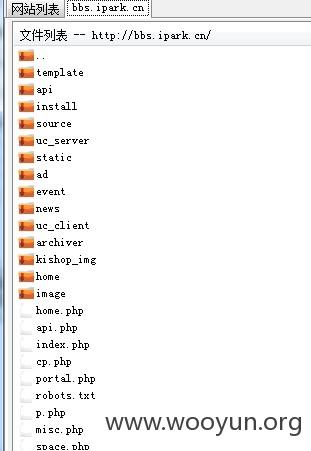 网站列表 bbs.ipark.cn
文件列表 -- http://bbs.ipark.cn/
..
template
api
install
source
uc_server
static
ad
event
news
uc_client
archiver
kishop_img
home
image
home.php
api.php
index.php
cp.php
portal.php
robots.txt
p.php
misc.php
space.php
www.wooyun.org